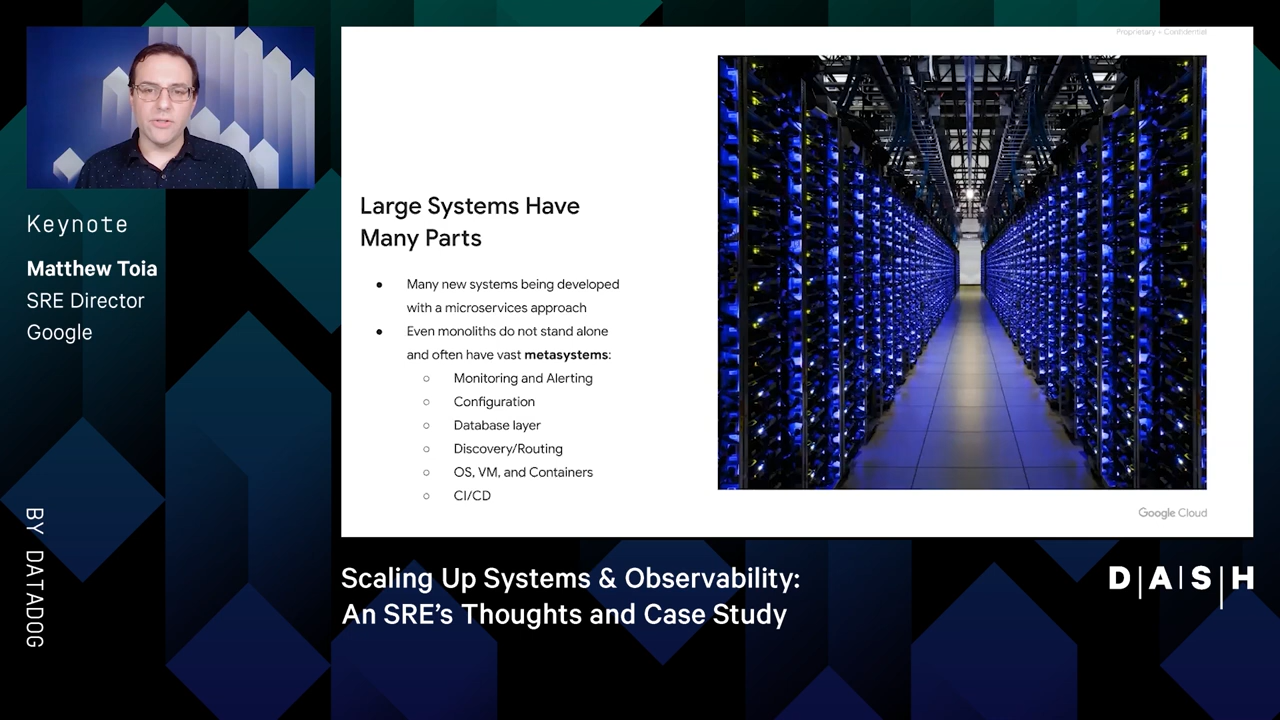 Proprietary + Confidential
Keynote
Matthew Toia
SRE Director
Google
BY DATADOG
Large Systems Have
Many Parts
● Many new systems being developed
with a microservices approach
● Even monoliths do not stand alone
and often have vast metasystems:
○ Monitoring and Alerting
○ Configuration
○ Database layer
○ Discovery/Routing
○ OS, VM, and Containers
○ CI/CD
Google Cloud
Scaling Up Systems & Observability:
An SRE’s Thoughts and Case Study
D|A|S|H